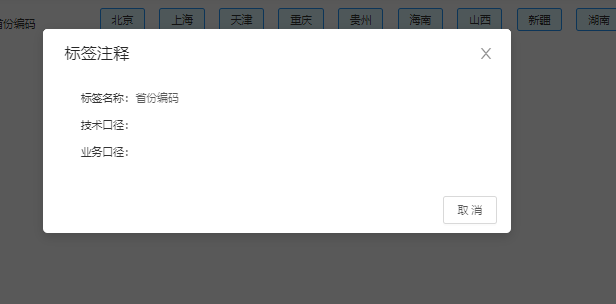 省份编码 北京 上海 天津 重庆 贵州 海南 山西 新疆 湖南
标签注释
标签名称: 省份编码
技术口径:
业务口径:
取 消